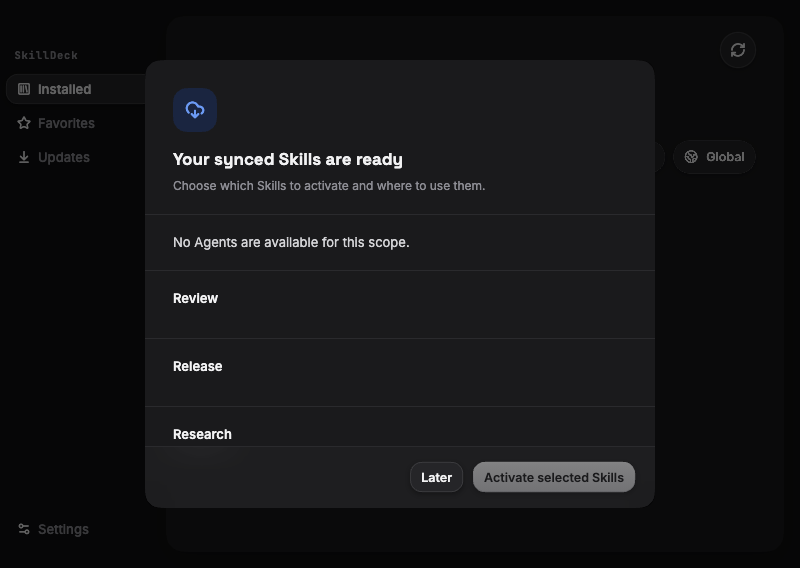 SkillDeck
Installed
Favorites
Updates
Global
Your synced Skills are ready
Choose which Skills to activate and where to use them.
No Agents are available for this scope.
Review
Release
Research
Later
Activate selected Skills
Settings